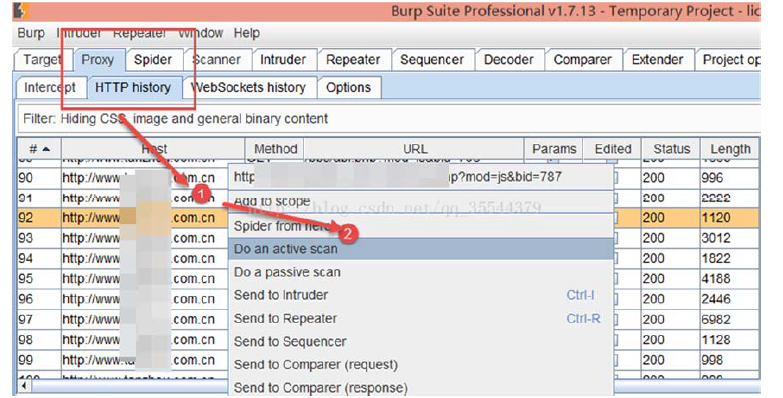 Burp Suite Professional v1.7.13 - Temporary Project - lic
Burp Intruder Repeater Window Help
Target Proxy Spider Scanner Intruder Repeater Sequencer Decoder Comparer Extender Project op
Intercept HTTP history WebSockets history Options
Filter: Hiding CSS, image and general binary content
# Host Method URL Params Edited Status Length
90 http://www. .com.cn 200 996
http p?mod=js&bid=787
91 http://www. .com.cn 200 1222
Add to scope
http://blog.csdn.net/qq_35544379
1
92 http://www. .com.cn 200 1120
Spider from here
2
93 http://www. .com.cn 200 3012
Do an active scan
94 http://www. .com.cn 200 1822
Do a passive scan
95 http://www. .com.cn 200 4188
Send to Intruder Ctrl-I
96 http://www. .com.cn 200 2446
Send to Repeater Ctrl-R
97 http://www. .com.cn 200 6982
Send to Sequencer
98 http://www. .com.cn 200 1128
Send to Comparer (request)
99 http://www. .com.cn 200 998
Send to Comparer (response)